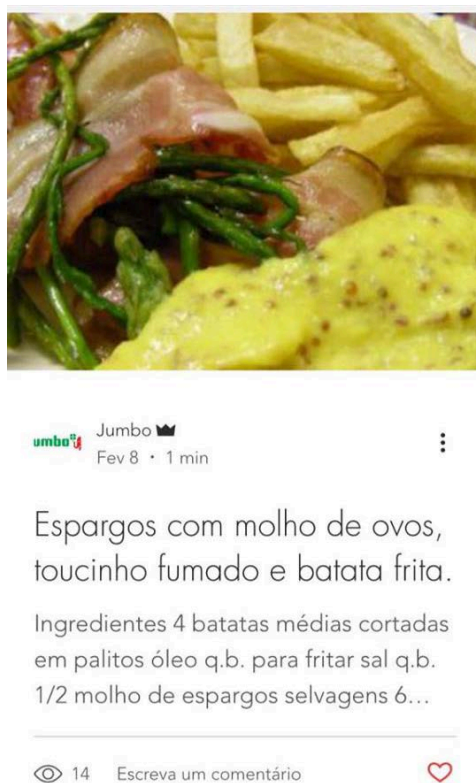 umbo
Jumbo
Fev 8 · 1 min
Espargos com molho de ovos,
toucinho fumado e batata frita.
Ingredientes 4 batatas médias cortadas
em palitos óleo q.b. para fritar sal q.b.
1/2 molho de espargos selvagens 6...
14 Escreva um comentário